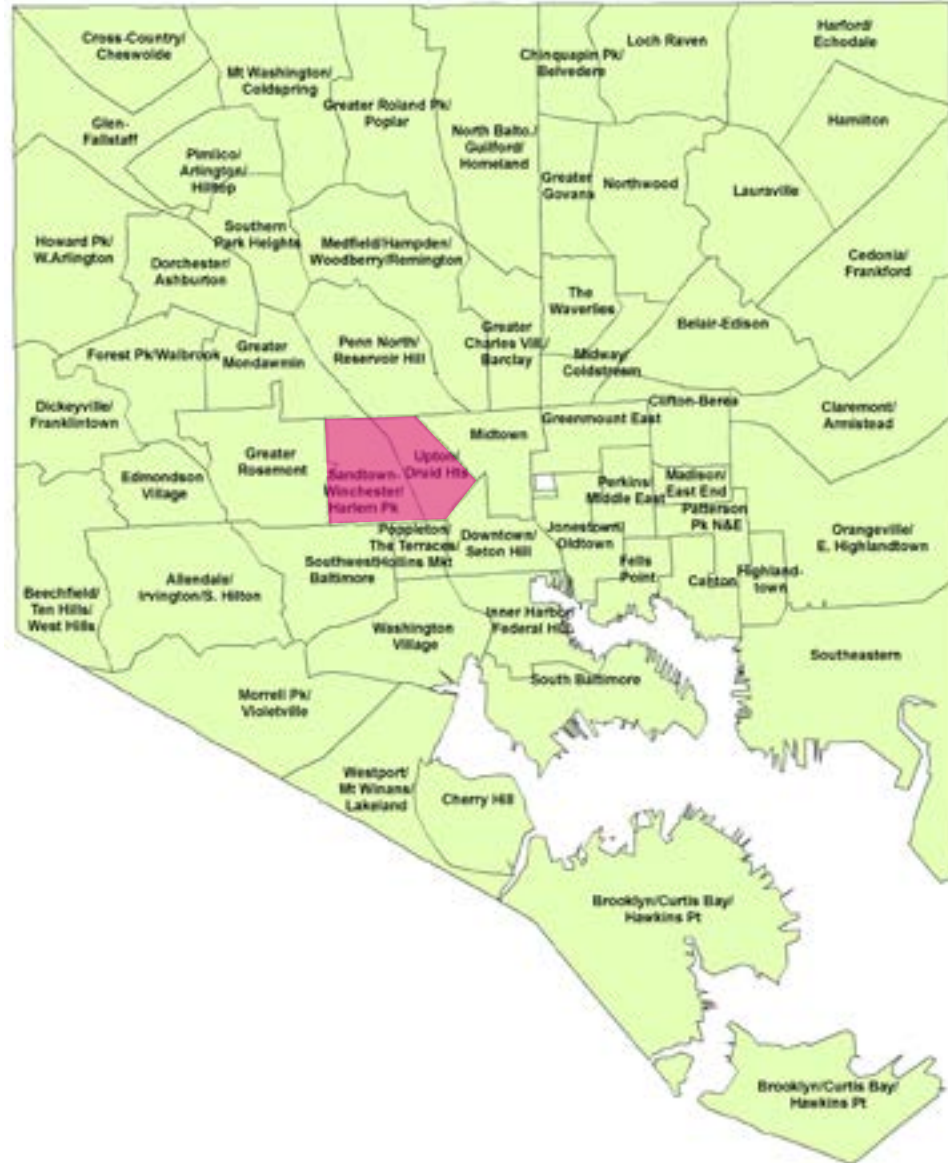 Cross-Country/
Cheswolde
Mt Washington/
Coldspring
Greater Roland Pk/
Poplar
Chinquapin Pk/
Belvedere
Loch Raven
Harford/
Echodale
Glen-
Fallstaff
Pimlico/
Arlington/
Hilltop
North Balto./
Guilford/
Homeland
Greater
Govans
Northwood
Lauraville
Hamilton
Howard Pk/
W.Arlington
Dorchester/
Ashburton
Southern
Park Heights
Medfield/Hampden/
Woodberry/Remington
Cedonia/
Frankford
The
Waverlies
Belair-Edison
Forest Pk/Walbrook
Greater
Mondawmin
Penn North/
Reservoir Hill
Greater
Charles Vill./
Barclay
Midway/
Coldstream
Dickeyville/
Franklintown
Clifton-Berea
Greenmount East
Claremont/
Armistead
Midtown
Edmondson
Village
Greater
Rosemont
Sandtown-
Winchester/
Harlem Pk
Upton/
Druid Hts
Perkins/
Middle East
Madison/
East End
Patterson
Pk N&E
Orangeville/
E. Highlandtown
Poppleton/
The Terraces/
Hollins Mkt
Downtown/
Seton Hill
Jonestown/
Oldtown
Southwest
Baltimore
Fells
Point
Canton
Highland-
town
Beechfield/
Ten Hills/
West Hills
Allendale/
Irvington/S. Hilton
Washington
Village
Inner Harbor/
Federal Hill
Southeastern
South Baltimore
Morrell Pk/
Violetville
Westport/
Mt Winans/
Lakeland
Cherry Hill
Brooklyn/Curtis Bay/
Hawkins Pt
Brooklyn/Curtis Bay/
Hawkins Pt